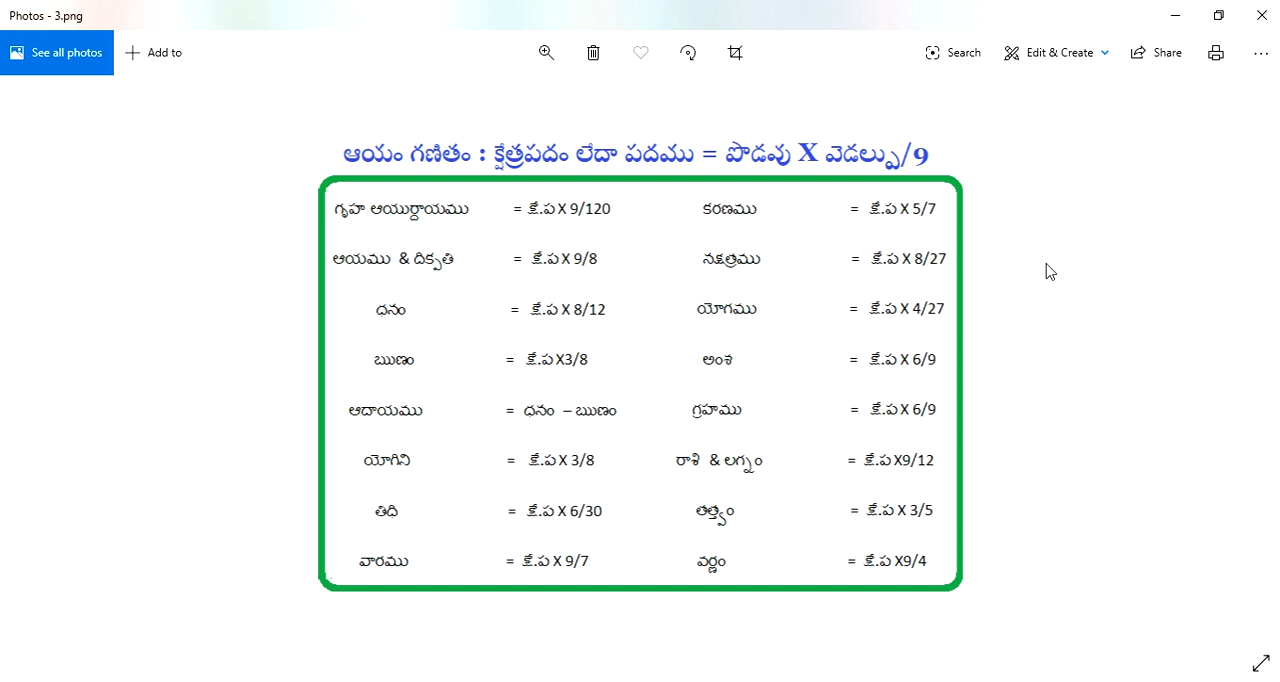 Photos - 3.png
See all photos Add to Search Edit & Create Share
ఆయం గణితం : క్షేత్రపదం లేదా పదము = పొడవు X వెడల్పు/9
గృహ ఆయుర్దాయము = క్షే.ప X 9/120 కరణము = క్షే.ప X 5/7
ఆయము & దిక్పతి = క్షే.ప X 9/8 నక్షత్రము = క్షే.ప X 8/27
ధనం = క్షే.ప X 8/12 యోగము = క్షే.ప X 4/27
ఋణం = క్షే.ప X3/8 అంశ = క్షే.ప X 6/9
ఆదాయము = ధనం – ఋణం గ్రహము = క్షే.ప X 6/9
యోగిని = క్షే.ప X 3/8 రాశి & లగ్నం = క్షే.ప X9/12
తిధి = క్షే.ప X 6/30 తత్త్వం = క్షే.ప X 3/5
వారము = క్షే.ప X 9/7 వర్ణం = క్షే.ప X9/4